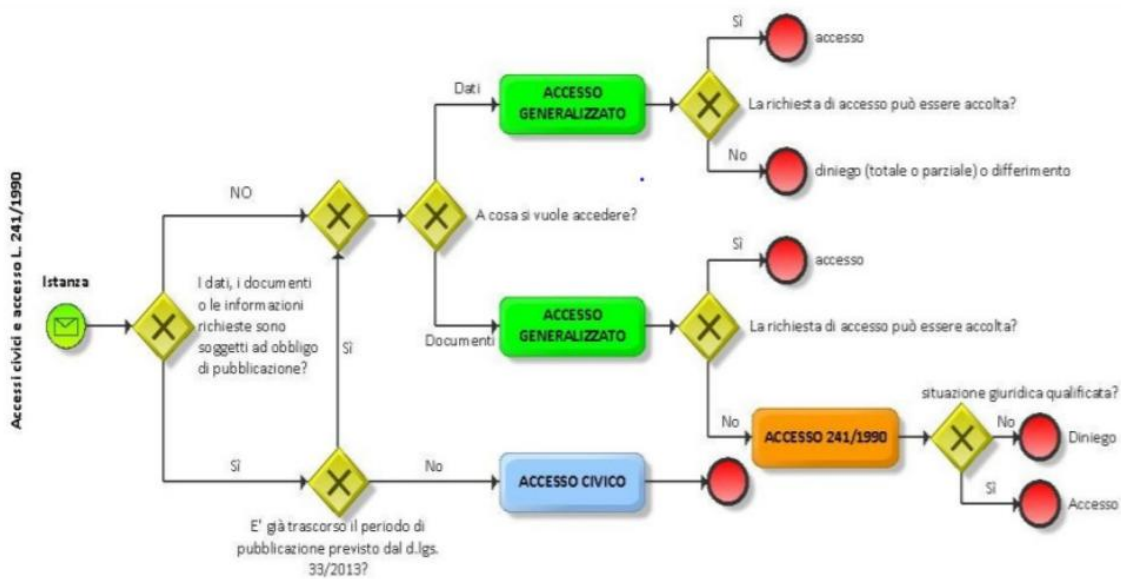 Accessi civici e accesso L. 241/1990
Istanza
I dati, i documenti
o le informazioni
richieste sono
soggetti ad obbligo
di pubblicazione?
NO
Sì
E' già trascorso il periodo di
pubblicazione previsto dal d.lgs.
33/2013?
Sì
No
ACCESSO CIVICO
A cosa si vuole accedere?
Dati
ACCESSO
GENERALIZZATO
La richiesta di accesso può essere accolta?
Sì
accesso
No
diniego (totale o parziale) o differimento
Documenti
ACCESSO
GENERALIZZATO
La richiesta di accesso può essere accolta?
Sì
accesso
No
ACCESSO 241/1990
situazione giuridica qualificata?
No
Diniego
Sì
Accesso